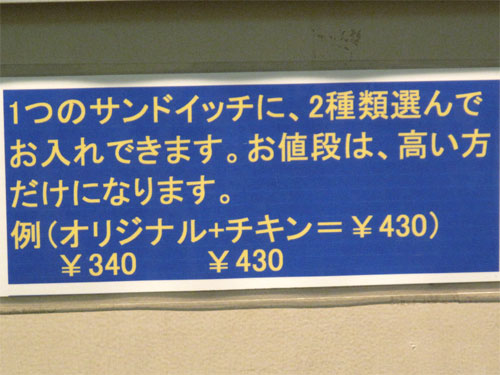 1つのサンドイッチに、2種類選んで
お入れできます。お値段は、高い方
だけになります。
例（オリジナル+チキン＝￥430）
￥340 ￥430